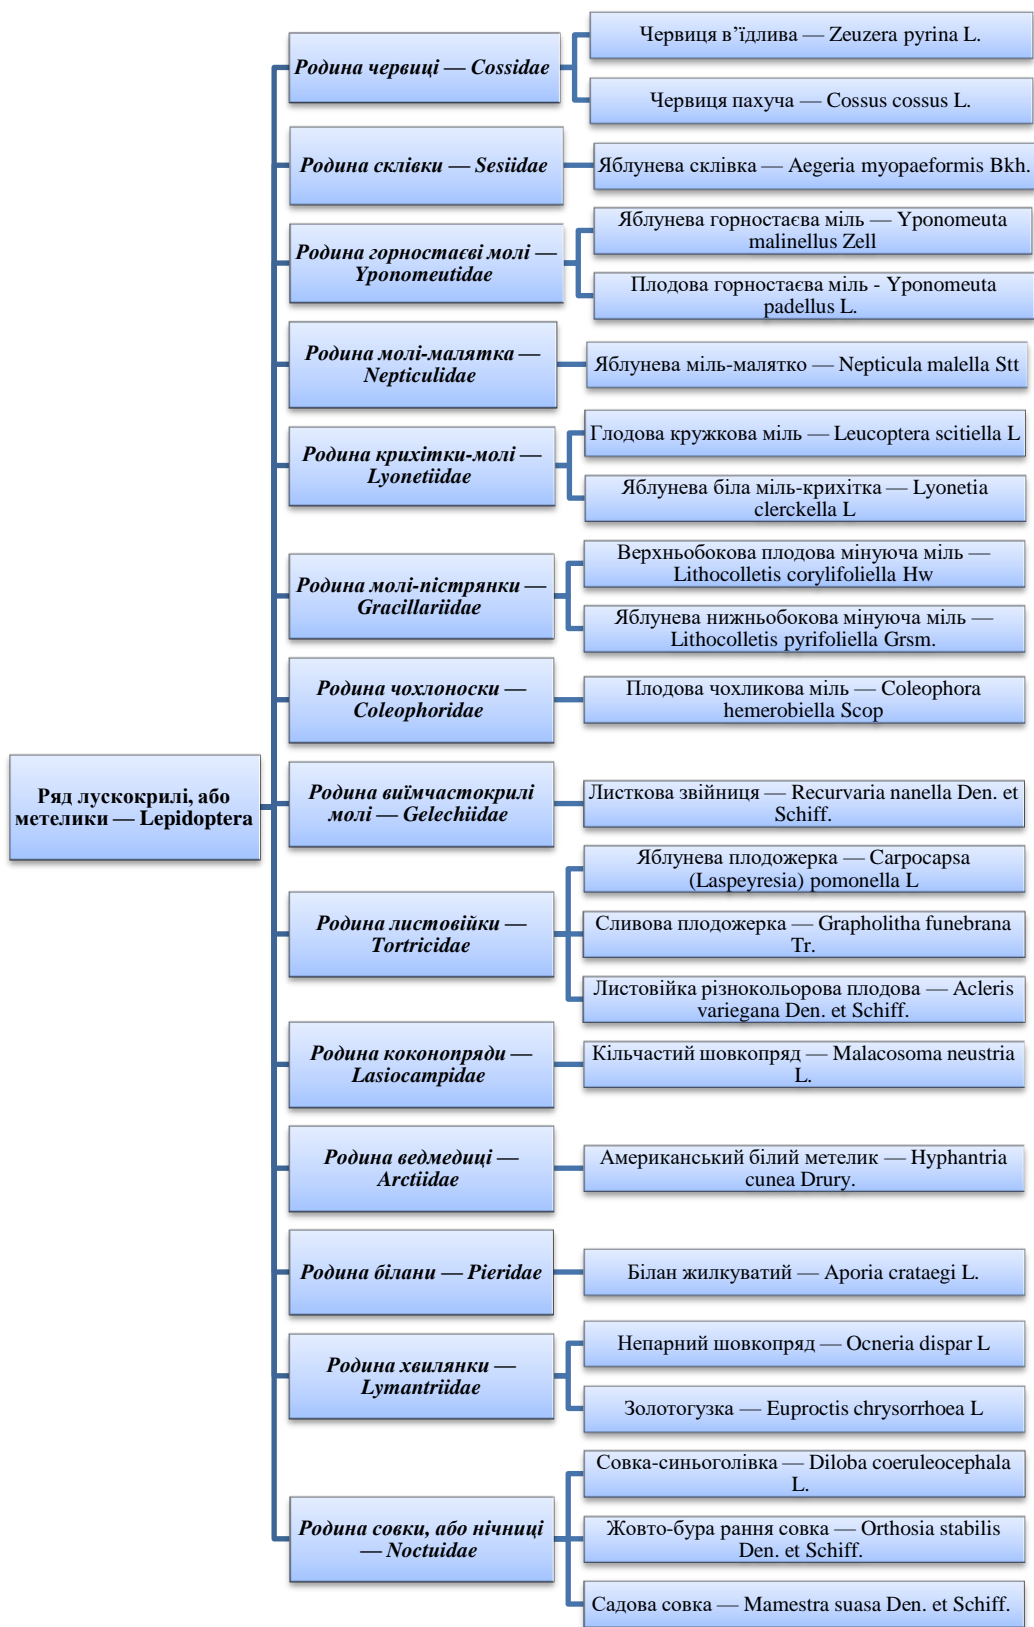 Ряд лускокрилі, або
метелики — Lepidoptera
Родина червиці — Cossidae
Червиця в’їдлива — Zeuzera pyrina L.
Червиця пахуча — Cossus cossus L.
Родина склівки — Sesiidae
Яблунева склівка — Aegeria myopaeformis Bkh.
Родина горностаєві молі —
Yponomeutidae
Яблунева горностаєва міль — Yponomeuta
malinellus Zell
Плодова горностаєва міль - Yponomeuta
padellus L.
Родина молі-малятка —
Nepticulidae
Яблунева міль-малятко — Nepticula malella Stt
Родина крихітки-молі —
Lyonetiidae
Глодова кружкова міль — Leucoptera scitiella L
Яблунева біла міль-крихітка — Lyonetia
clerckella L
Родина молі-пістрянки —
Gracillariidae
Верхньобокова плодова мінуюча міль —
Lithocolletis corylifoliella Hw
Яблунева нижньобокова мінуюча міль —
Lithocolletis pyrifoliella Grsm.
Родина чохлоноски —
Coleophoridae
Плодова чохликова міль — Coleophora
hemerobiella Scop
Родина виїмчастокрилі
молі — Gelechiidae
Листкова звійниця — Recurvaria nanella Den. et
Schiff.
Родина листовійки —
Tortricidae
Яблунева плодожерка — Carpocapsa
(Laspeyresia) pomonella L
Сливова плодожерка — Grapholitha funebrana
Tr.
Листовійка різнокольорова плодова — Acleris
variegana Den. et Schiff.
Родина коконопряди —
Lasiocampidae
Кільчастий шовкопряд — Malacosoma neustria
L.
Родина ведмедиці —
Arctiidae
Американський білий метелик — Hyphantria
cunea Drury.
Родина білани — Pieridae
Білан жилкуватий — Aporia crataegi L.
Родина хвилянки —
Lymantriidae
Непарний шовкопряд — Ocneria dispar L
Золотогузка — Euproctis chrysorrhoea L
Родина совки, або нічниці
— Noctuidae
Совка-синьоголівка — Diloba coeruleocephala
L.
Жовто-бура рання совка — Orthosia stabilis
Den. et Schiff.
Садова совка — Mamestra suasa Den. et Schiff.